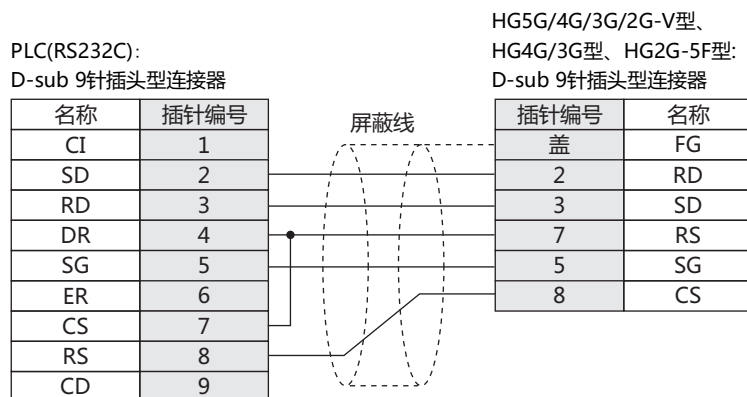 HG5G/4G/3G/2G-V型、
PLC(RS232C): HG4G/3G型、HG2G-5F型:
D-sub 9针插头型连接器 D-sub 9针插头型连接器
名称 插针编号 屏蔽线 插针编号 名称
CI 1 盖 FG
SD 2 2 RD
RD 3 3 SD
DR 4 7 RS
SG 5 5 SG
ER 6 8 CS
CS 7
RS 8
CD 9